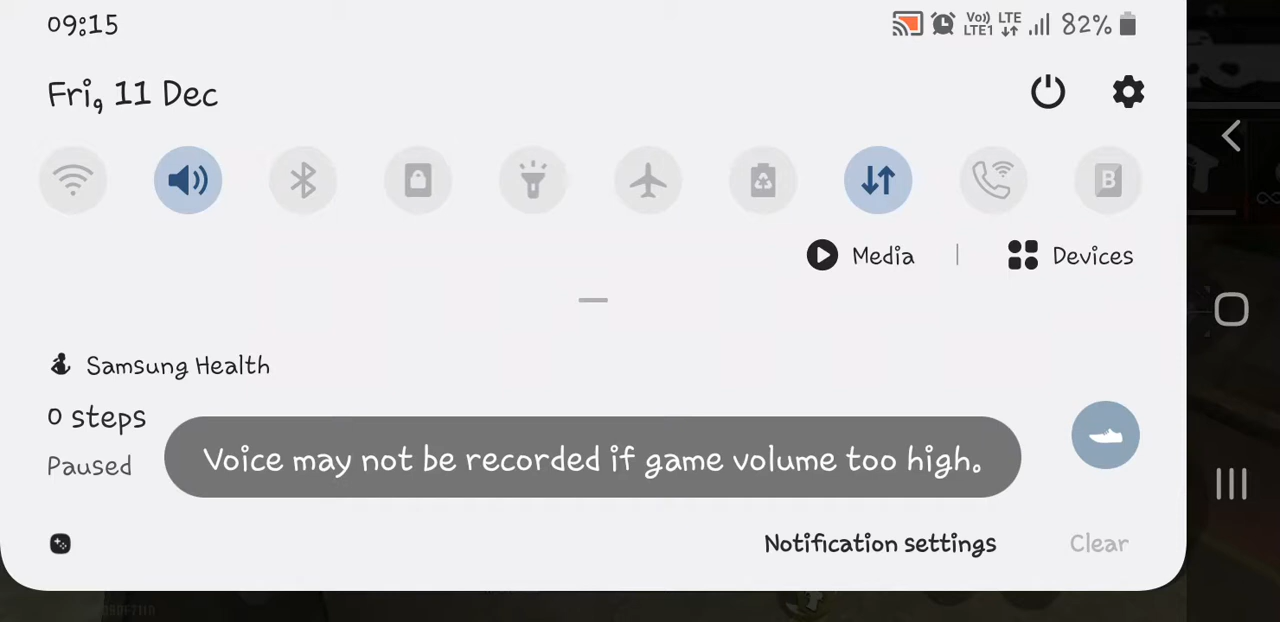 09:15
Vo)) LTE1 LTE 82%
Fri, 11 Dec
B
Media | Devices
Samsung Health
0 steps
Paused
Voice may not be recorded if game volume too high.
Notification settings Clear